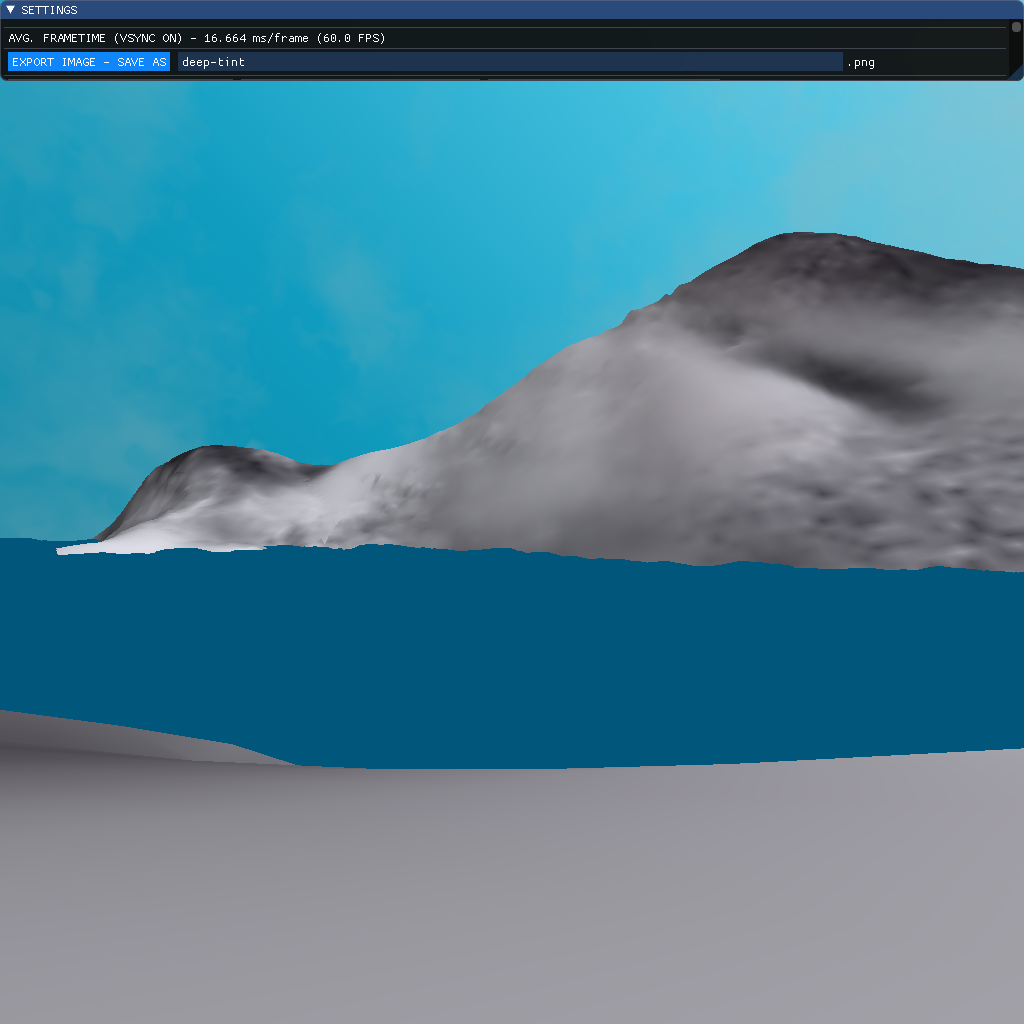 SETTINGS
AVG. FRAMETIME (VSYNC ON) - 16.664 ms/frame (60.0 FPS)
EXPORT IMAGE - SAVE AS deep-tint .png